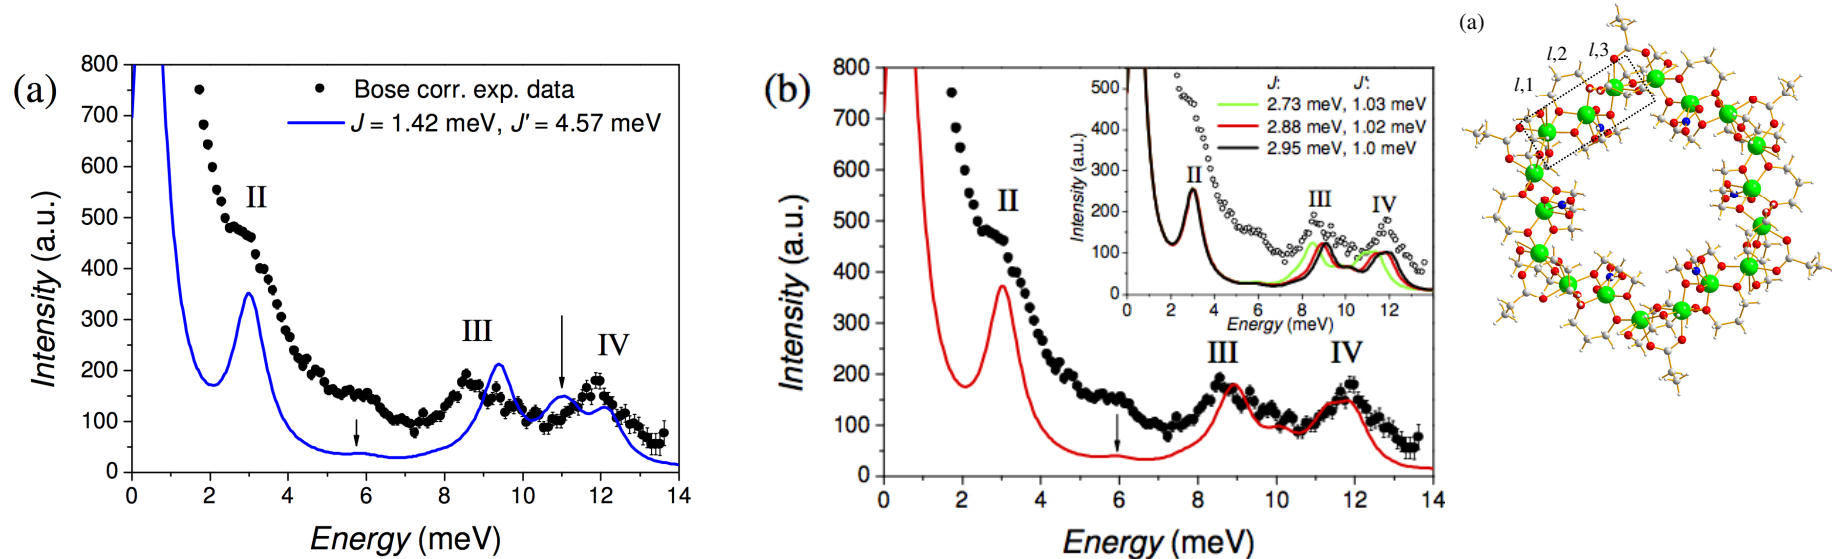 (a)
800
700
600
500
400
300
200
100
0
Intensity (a.u.)
Bose corr. exp. data
J = 1.42 meV, J' = 4.57 meV
II
III
IV
0 2 4 6 8 10 12 14
Energy (meV)
(b)
800
700
600
500
400
300
200
100
0
Intensity (a.u.)
II
III
IV
0 2 4 6 8 10 12 14
Energy (meV)
500
400
300
200
100
0
Intensity (a.u.)
J: J':
2.73 meV, 1.03 meV
2.88 meV, 1.02 meV
2.95 meV, 1.0 meV
II
III
IV
0 2 4 6 8 10 12
Energy (meV)
(a)
l,1
l,2
l,3